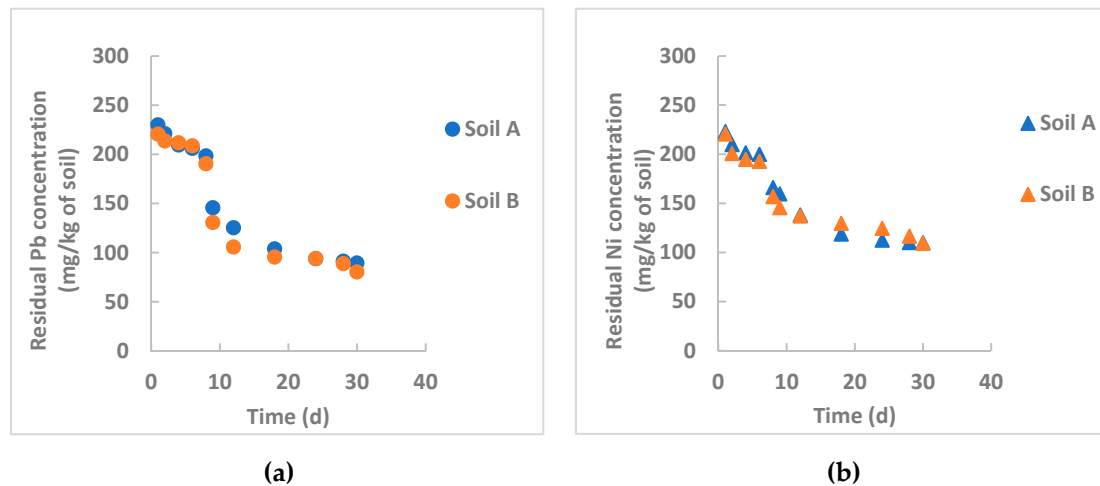 300
250
200
150
100
50
0
0 10 20 30 40
Residual Pb concentration
(mg/kg of soil)
Time (d)
Soil A
Soil B
(a)
300
250
200
150
100
50
0
0 10 20 30 40
Residual Ni concentration
(mg/kg of soil)
Time (d)
Soil A
Soil B
(b)